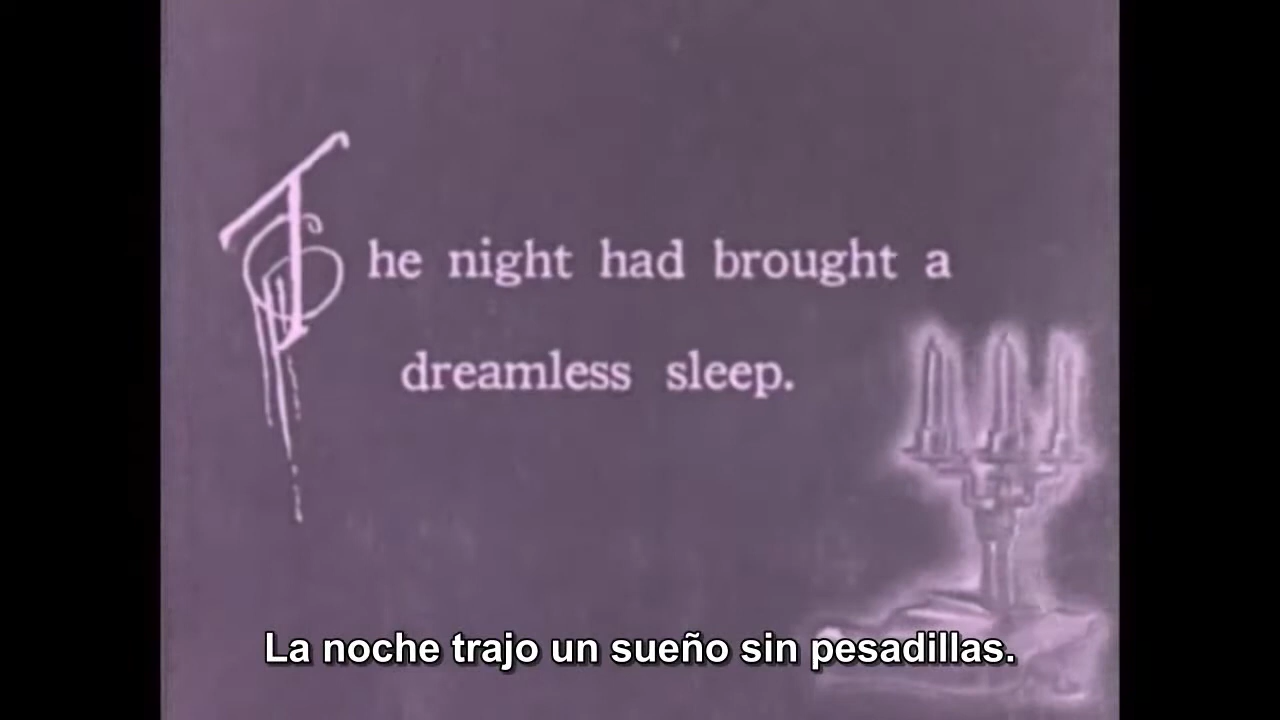 The night had brought a
dreamless sleep.
La noche trajo un sueño sin pesadillas.